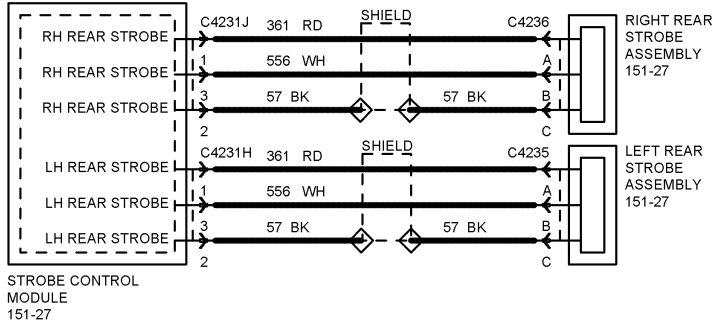 C4231J 361 RD SHIELD C4236
RH REAR STROBE
1 556 WH A
RH REAR STROBE
3 57 BK 57 BK B
RH REAR STROBE
2 C
RIGHT REAR
STROBE
ASSEMBLY
151-27
C4231H 361 RD SHIELD C4235
LH REAR STROBE
1 556 WH A
LH REAR STROBE
3 57 BK 57 BK B
LH REAR STROBE
2 C
LEFT REAR
STROBE
ASSEMBLY
151-27
STROBE CONTROL
MODULE
151-27